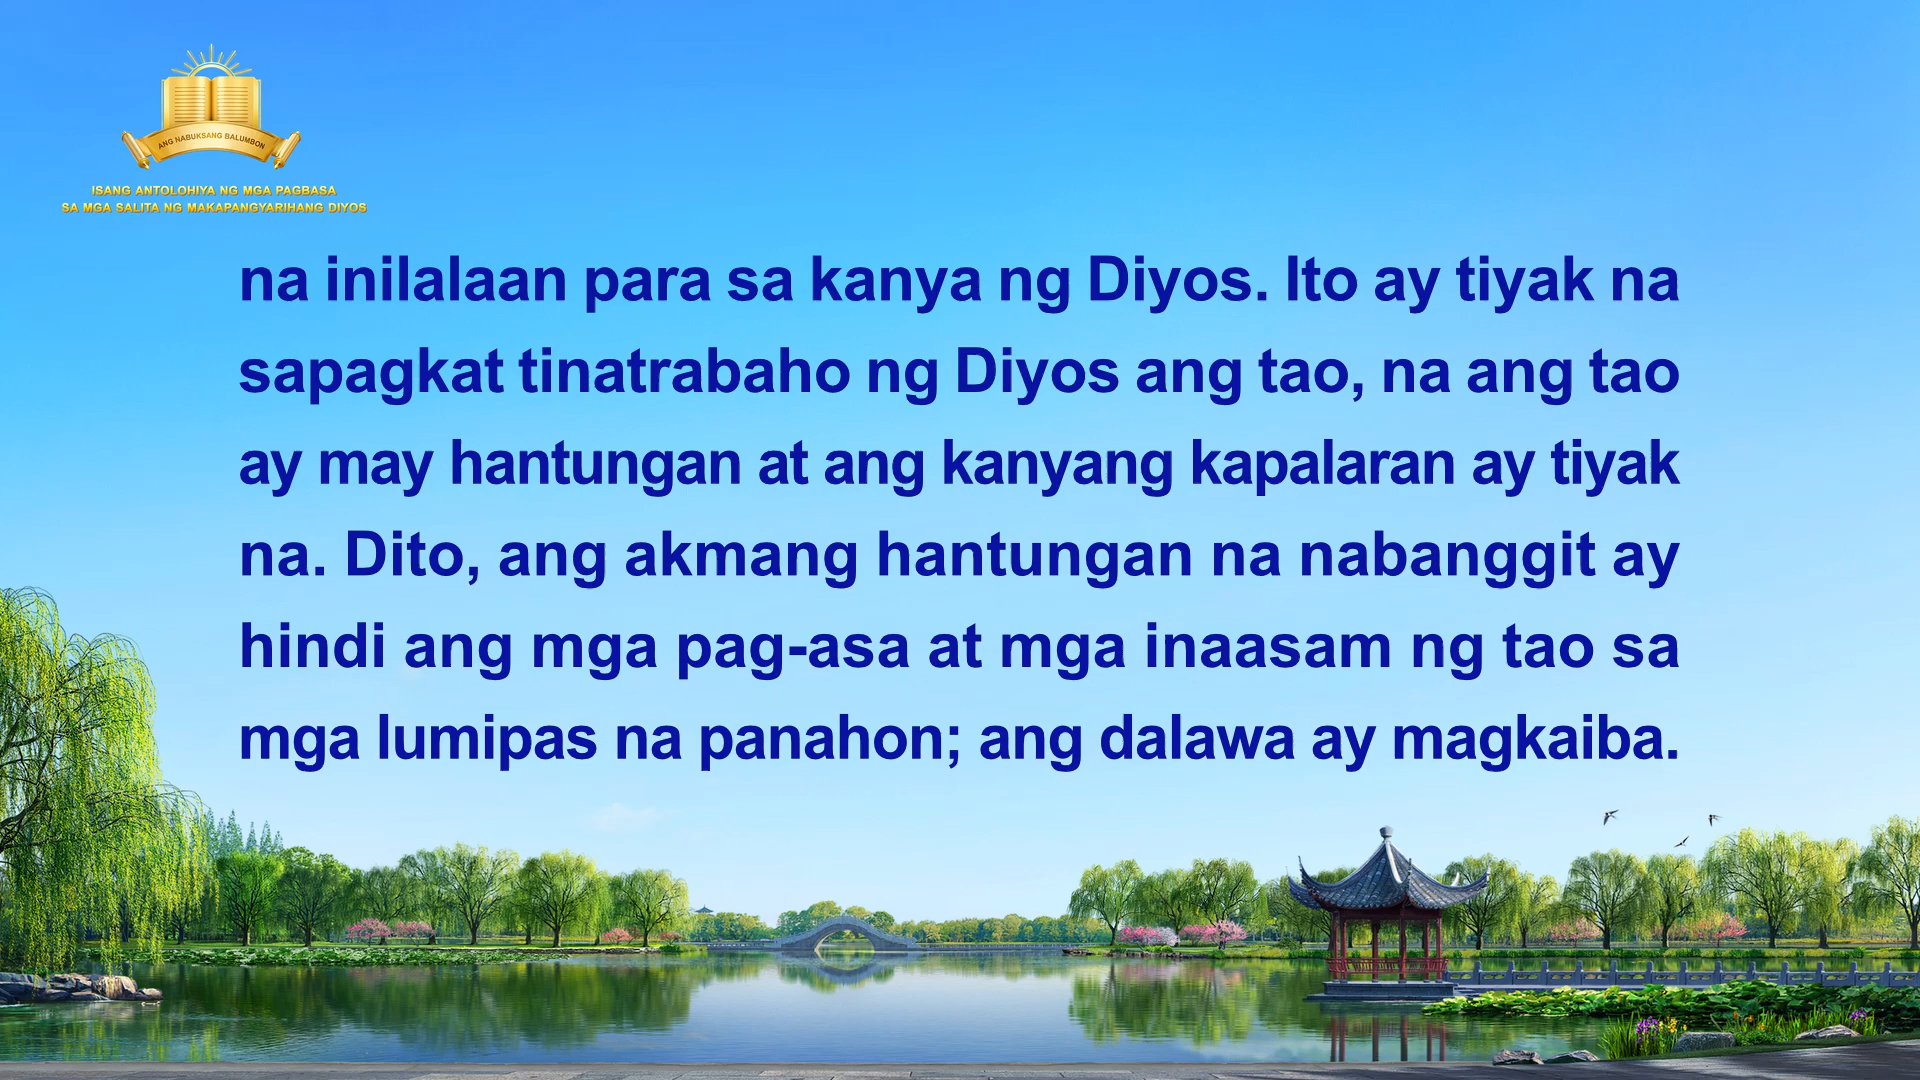 ANG NABUKSANG BALUMBON
ISANG ANTOLOHIYA NG MGA PAGBASA
SA MGA SALITA NG MAKAPANGYARIHANG DIYOS
na inilalaan para sa kanya ng Diyos. Ito ay tiyak na
sapagkat tinatrabaho ng Diyos ang tao, na ang tao
ay may hantungan at ang kanyang kapalaran ay tiyak
na. Dito, ang akmang hantungan na nabanggit ay
hindi ang mga pag-asa at mga inaasam ng tao sa
mga lumipas na panahon; ang dalawa ay magkaiba.